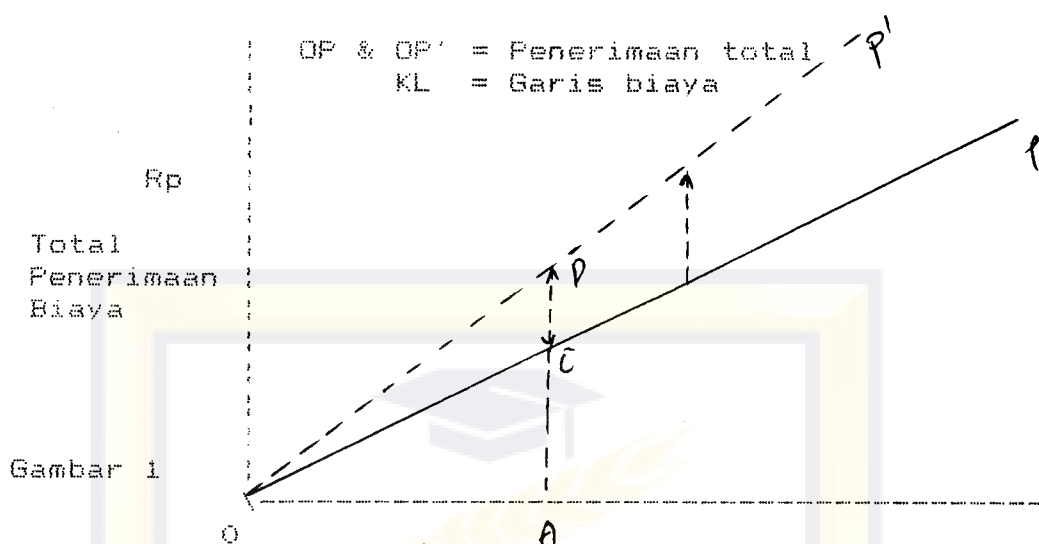 OP & OP' = Penerimaan total
KL = Garis biaya
P'
Rp
Total
Penerimaan
Biaya
D
C
Gambar 1
O
A